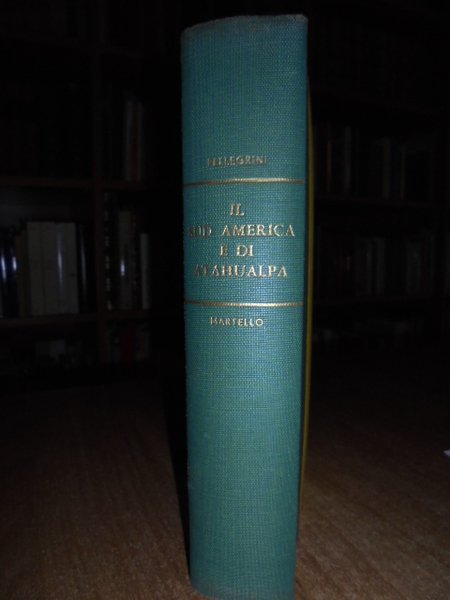 PELLEGRINI
IL
SUD AMERICA
E DI
ATAHUALPA
MARTELLO